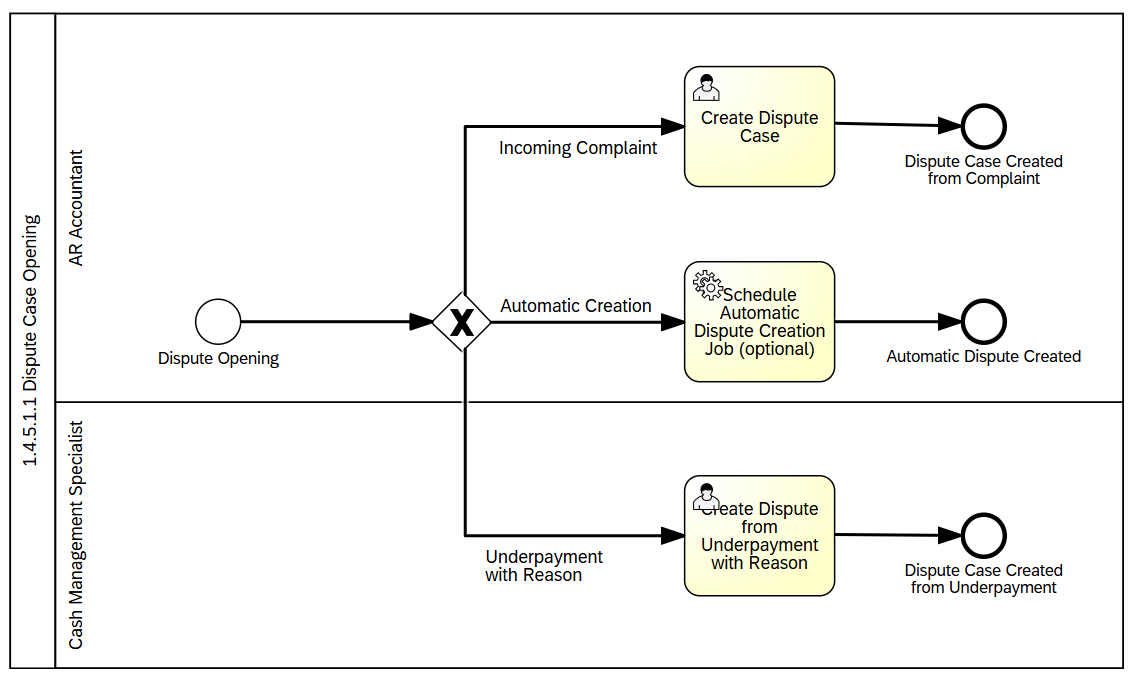 1.4.5.1.1 Dispute Case Opening
AR Accountant
Cash Management Specialist
Dispute Opening
X
Incoming Complaint
Create Dispute
Case
Dispute Case Created
from Complaint
Automatic Creation
Schedule
Automatic
Dispute Creation
Job (optional)
Automatic Dispute Created
Underpayment
with Reason
Create Dispute
from
Underpayment
with Reason
Dispute Case Created
from Underpayment